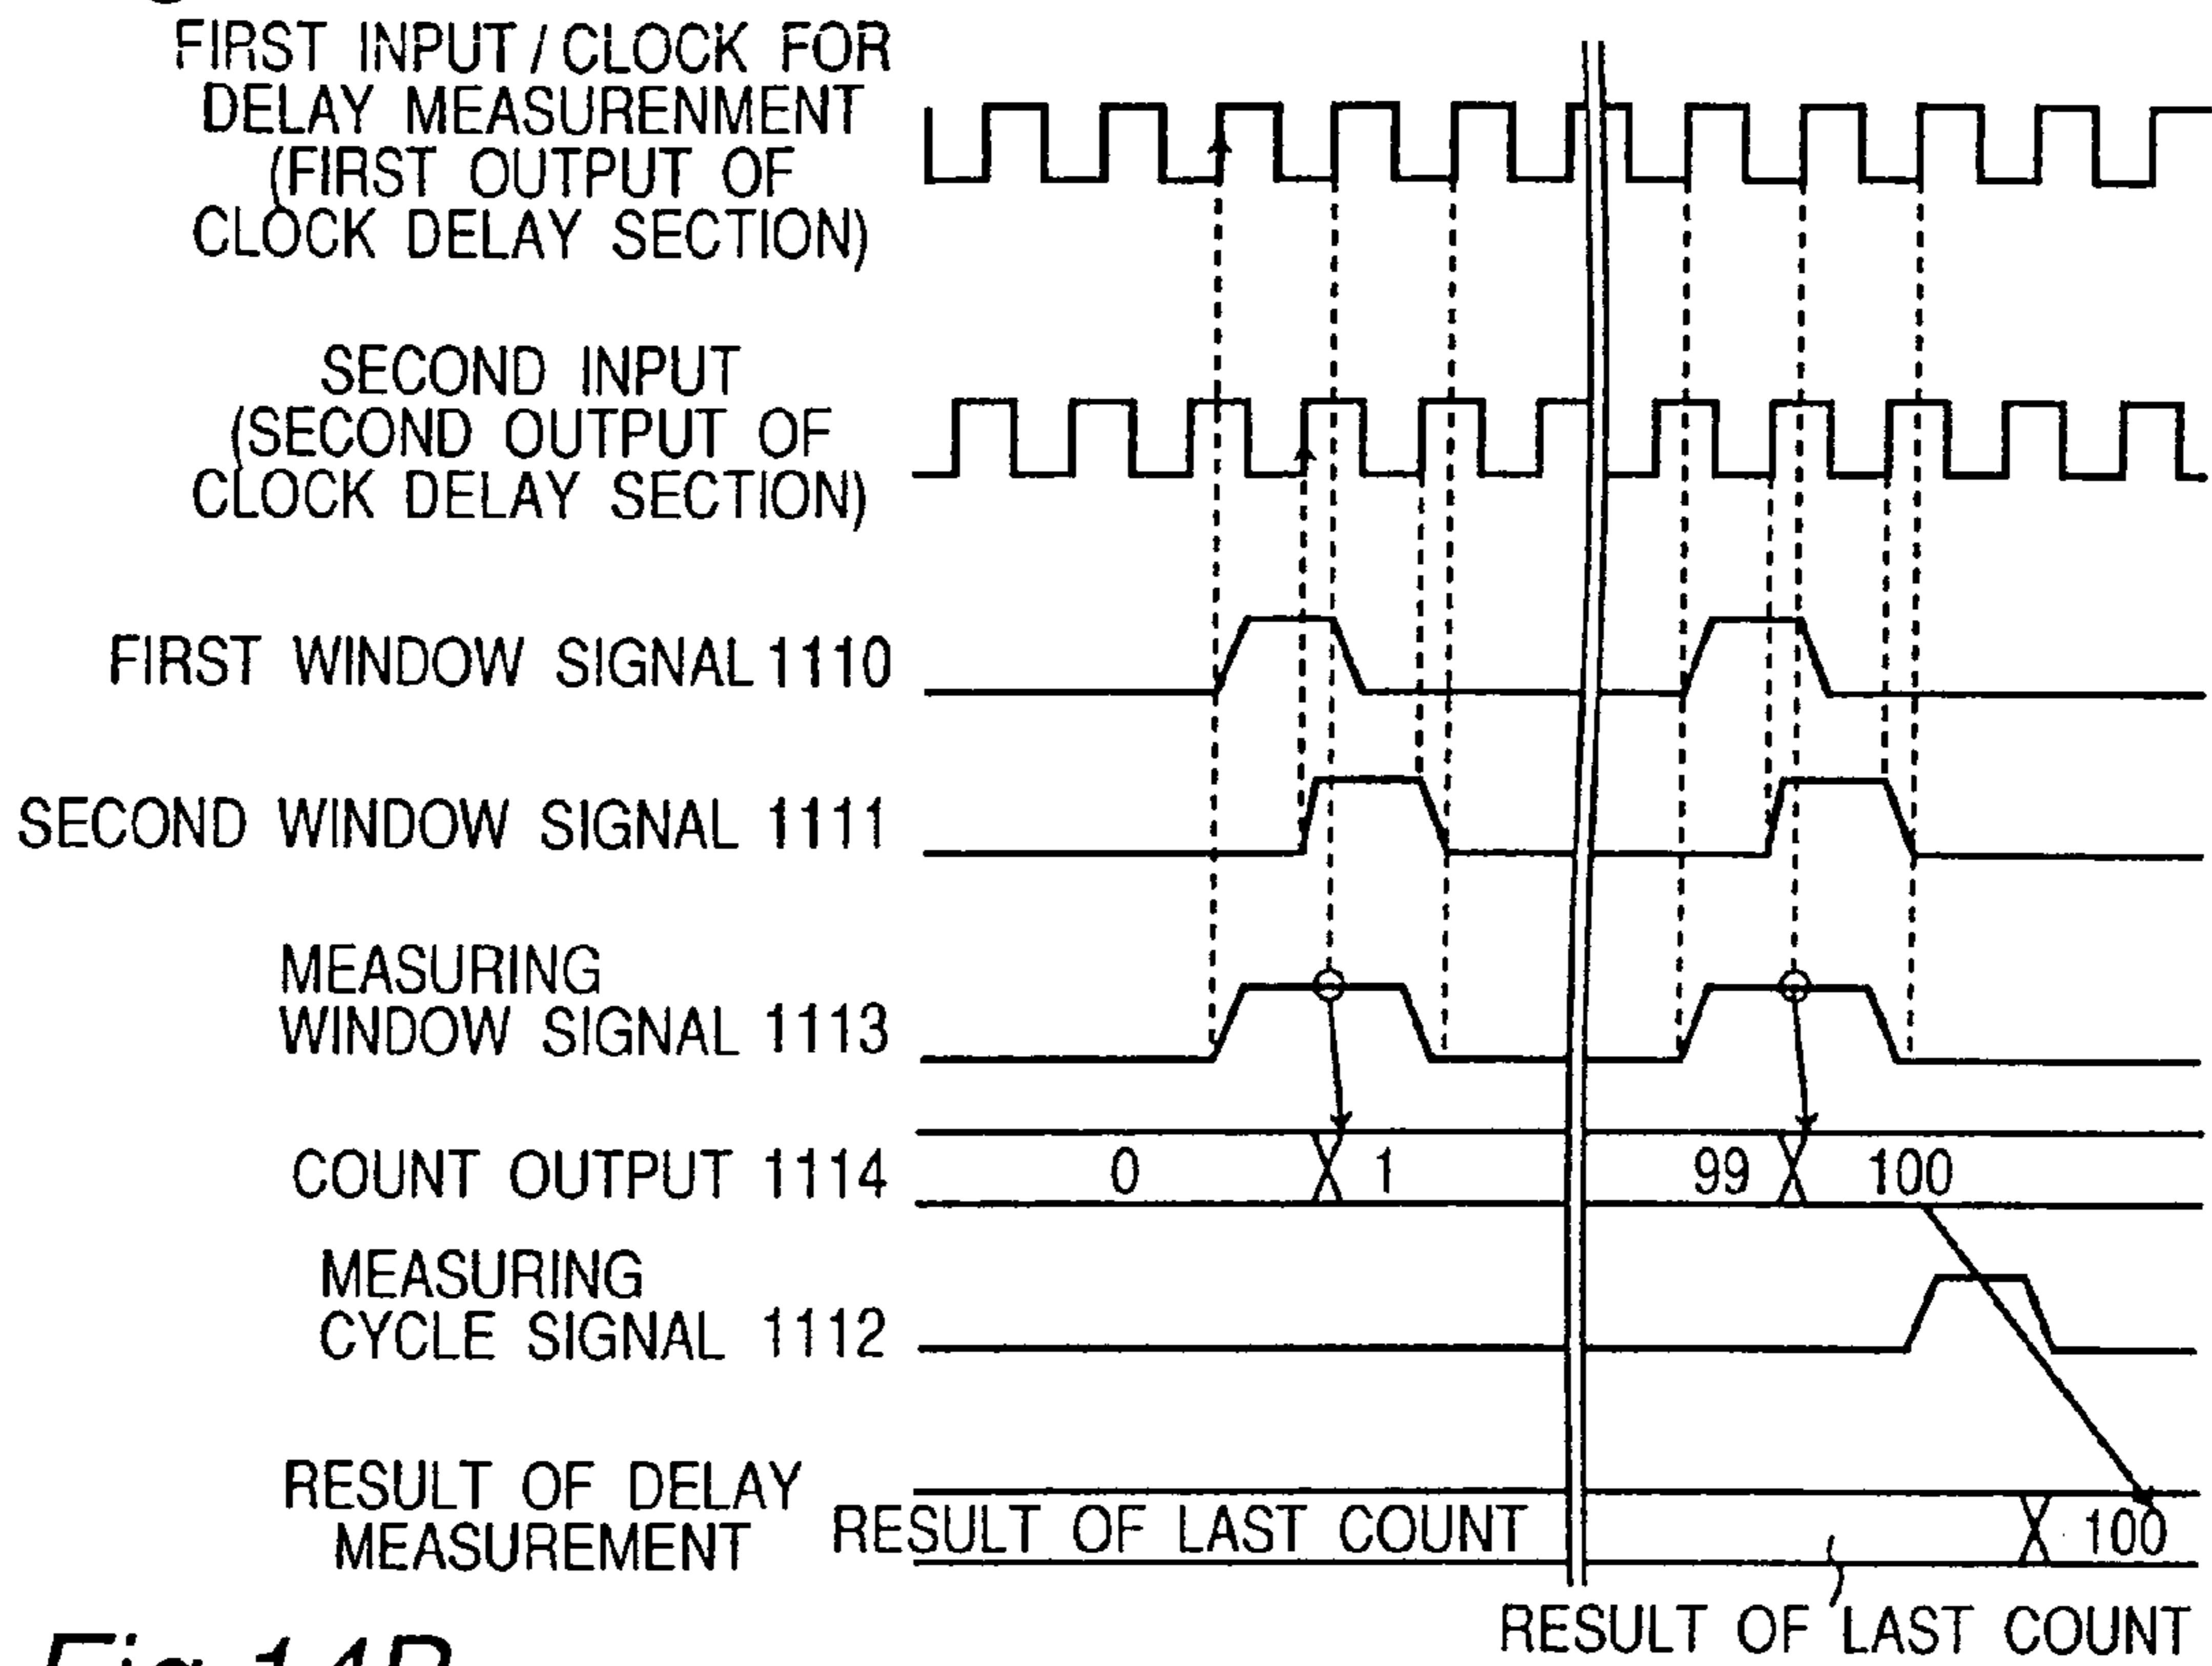 FIRST INPUT / CLOCK FOR
DELAY MEASURENMENT
(FIRST OUTPUT OF
CLOCK DELAY SECTION)
SECOND INPUT
(SECOND OUTPUT OF
CLOCK DELAY SECTION)
FIRST WINDOW SIGNAL 1110
SECOND WINDOW SIGNAL 1111
MEASURING
WINDOW SIGNAL 1113
COUNT OUTPUT 1114
0 1 99 100
MEASURING
CYCLE SIGNAL 1112
RESULT OF DELAY
MEASUREMENT
RESULT OF LAST COUNT
100
RESULT OF LAST COUNT
Fig.14B